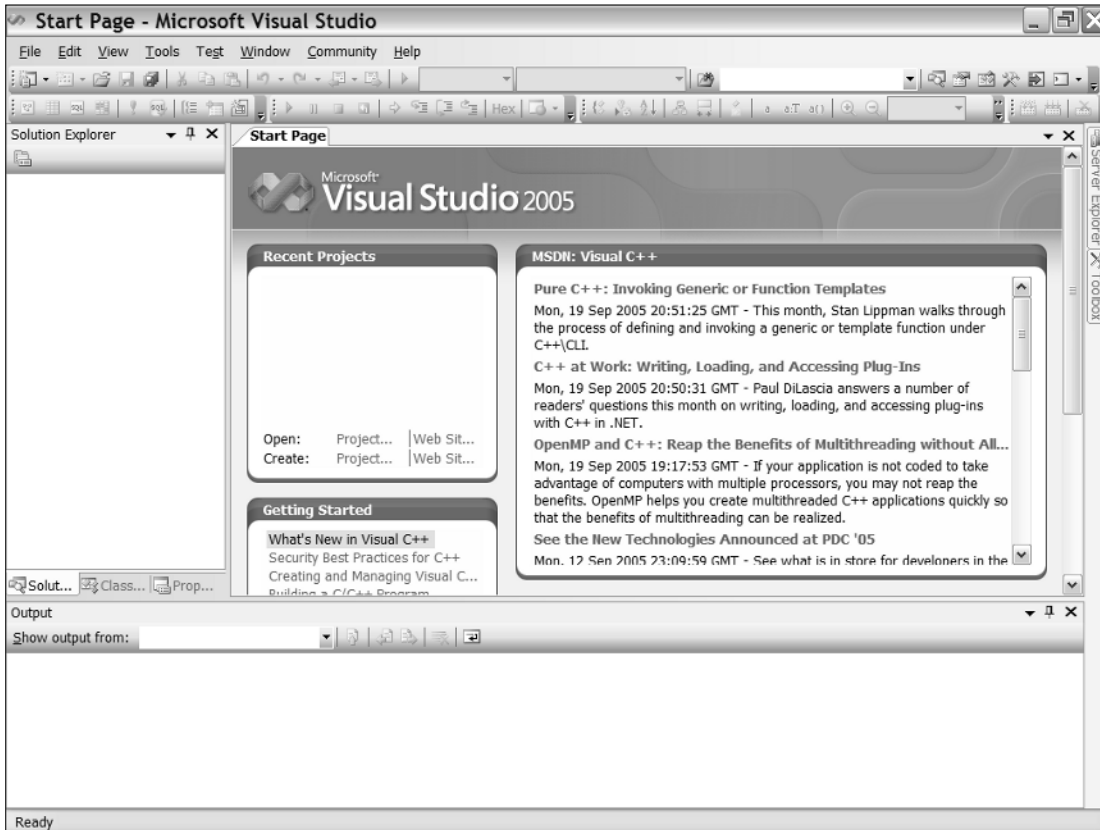 Start Page - Microsoft Visual Studio
File Edit View Tools Test Window Community Help
Hex
a a.T a()
Solution Explorer
Start Page
Server Explorer
Toolbox
Microsoft
Visual Studio 2005
Recent Projects
Open: Project... Web Sit...
Create: Project... Web Sit...
Getting Started
What's New in Visual C++
Security Best Practices for C++
Creating and Managing Visual C...
Building a C/C++ Program
MSDN: Visual C++
Pure C++: Invoking Generic or Function Templates
Mon, 19 Sep 2005 20:51:25 GMT - This month, Stan Lippman walks through
the process of defining and invoking a generic or template function under
C++\CLI.
C++ at Work: Writing, Loading, and Accessing Plug-Ins
Mon, 19 Sep 2005 20:50:31 GMT - Paul DiLascia answers a number of
readers' questions this month on writing, loading, and accessing plug-ins
with C++ in .NET.
OpenMP and C++: Reap the Benefits of Multithreading without All...
Mon, 19 Sep 2005 19:17:53 GMT - If your application is not coded to take
advantage of computers with multiple processors, you may not reap the
benefits. OpenMP helps you create multithreaded C++ applications quickly so
that the benefits of multithreading can be realized.
See the New Technologies Announced at PDC '05
Mon, 12 Sep 2005 23:09:59 GMT - See what is in store for developers in the
Solut... Class... Prop...
Output
Show output from:
Ready